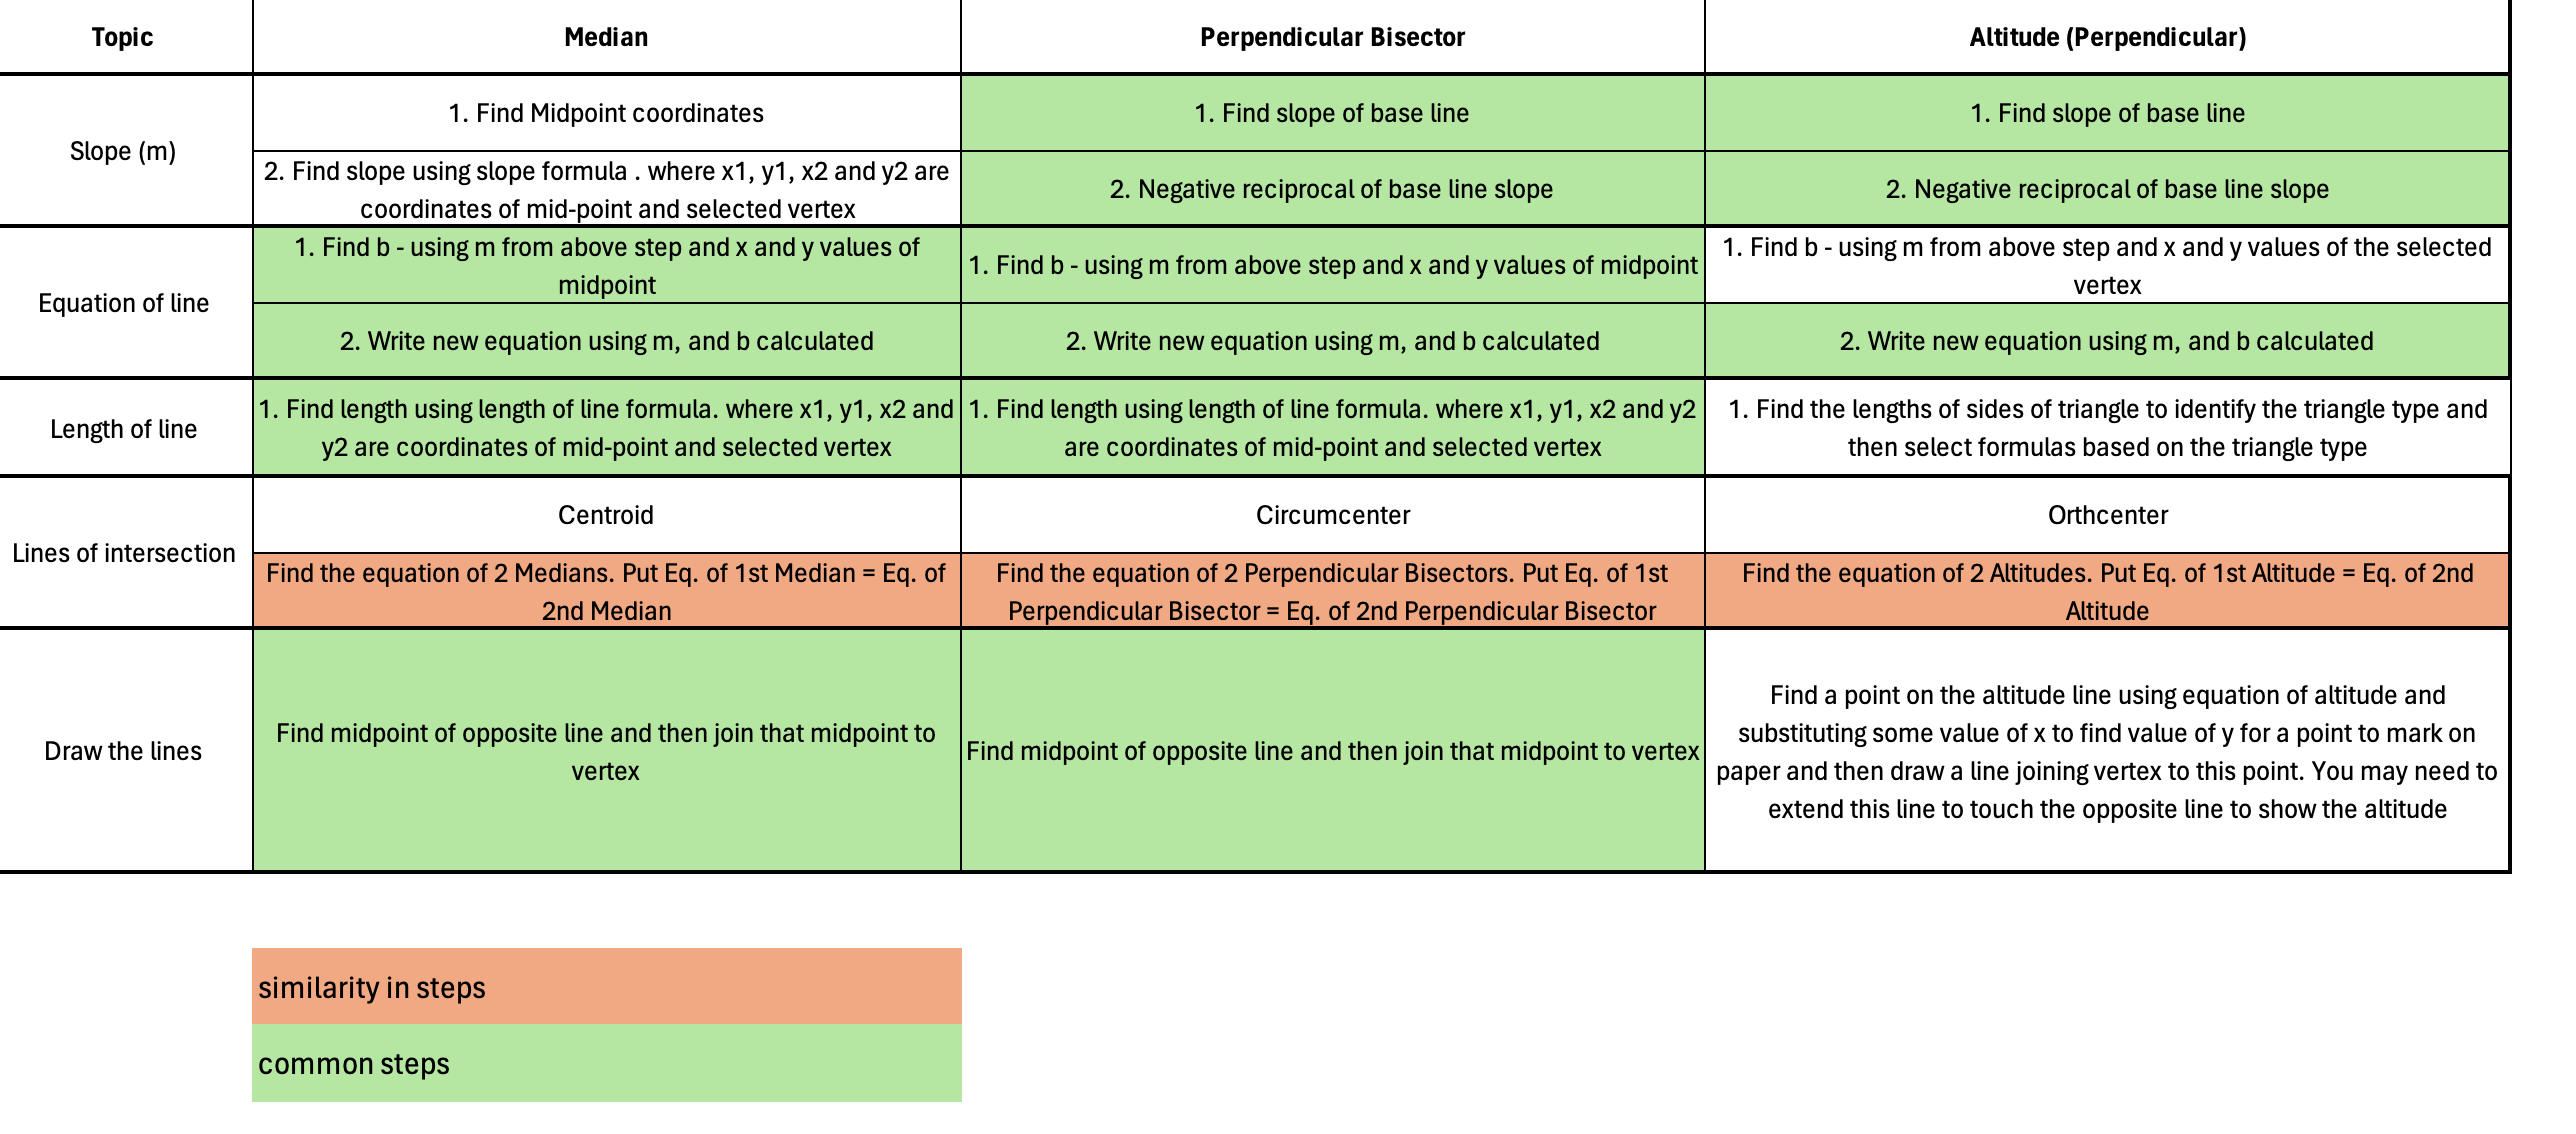 Topic
Median
Perpendicular Bisector
Altitude (Perpendicular)
Slope (m)
1. Find Midpoint coordinates
1. Find slope of base line
1. Find slope of base line
2. Find slope using slope formula . where x1, y1, x2 and y2 are
coordinates of mid-point and selected vertex
2. Negative reciprocal of base line slope
2. Negative reciprocal of base line slope
Equation of line
1. Find b - using m from above step and x and y values of
midpoint
1. Find b - using m from above step and x and y values of midpoint
1. Find b - using m from above step and x and y values of the selected
vertex
2. Write new equation using m, and b calculated
2. Write new equation using m, and b calculated
2. Write new equation using m, and b calculated
Length of line
1. Find length using length of line formula. where x1, y1, x2 and
y2 are coordinates of mid-point and selected vertex
1. Find length using length of line formula. where x1, y1, x2 and y2
are coordinates of mid-point and selected vertex
1. Find the lengths of sides of triangle to identify the triangle type and
then select formulas based on the triangle type
Lines of intersection
Centroid
Circumcenter
Orthcenter
Find the equation of 2 Medians. Put Eq. of 1st Median = Eq. of
2nd Median
Find the equation of 2 Perpendicular Bisectors. Put Eq. of 1st
Perpendicular Bisector = Eq. of 2nd Perpendicular Bisector
Find the equation of 2 Altitudes. Put Eq. of 1st Altitude = Eq. of 2nd
Altitude
Draw the lines
Find midpoint of opposite line and then join that midpoint to
vertex
Find midpoint of opposite line and then join that midpoint to vertex
Find a point on the altitude line using equation of altitude and
substituting some value of x to find value of y for a point to mark on
paper and then draw a line joining vertex to this point. You may need to
extend this line to touch the opposite line to show the altitude
similarity in steps
common steps